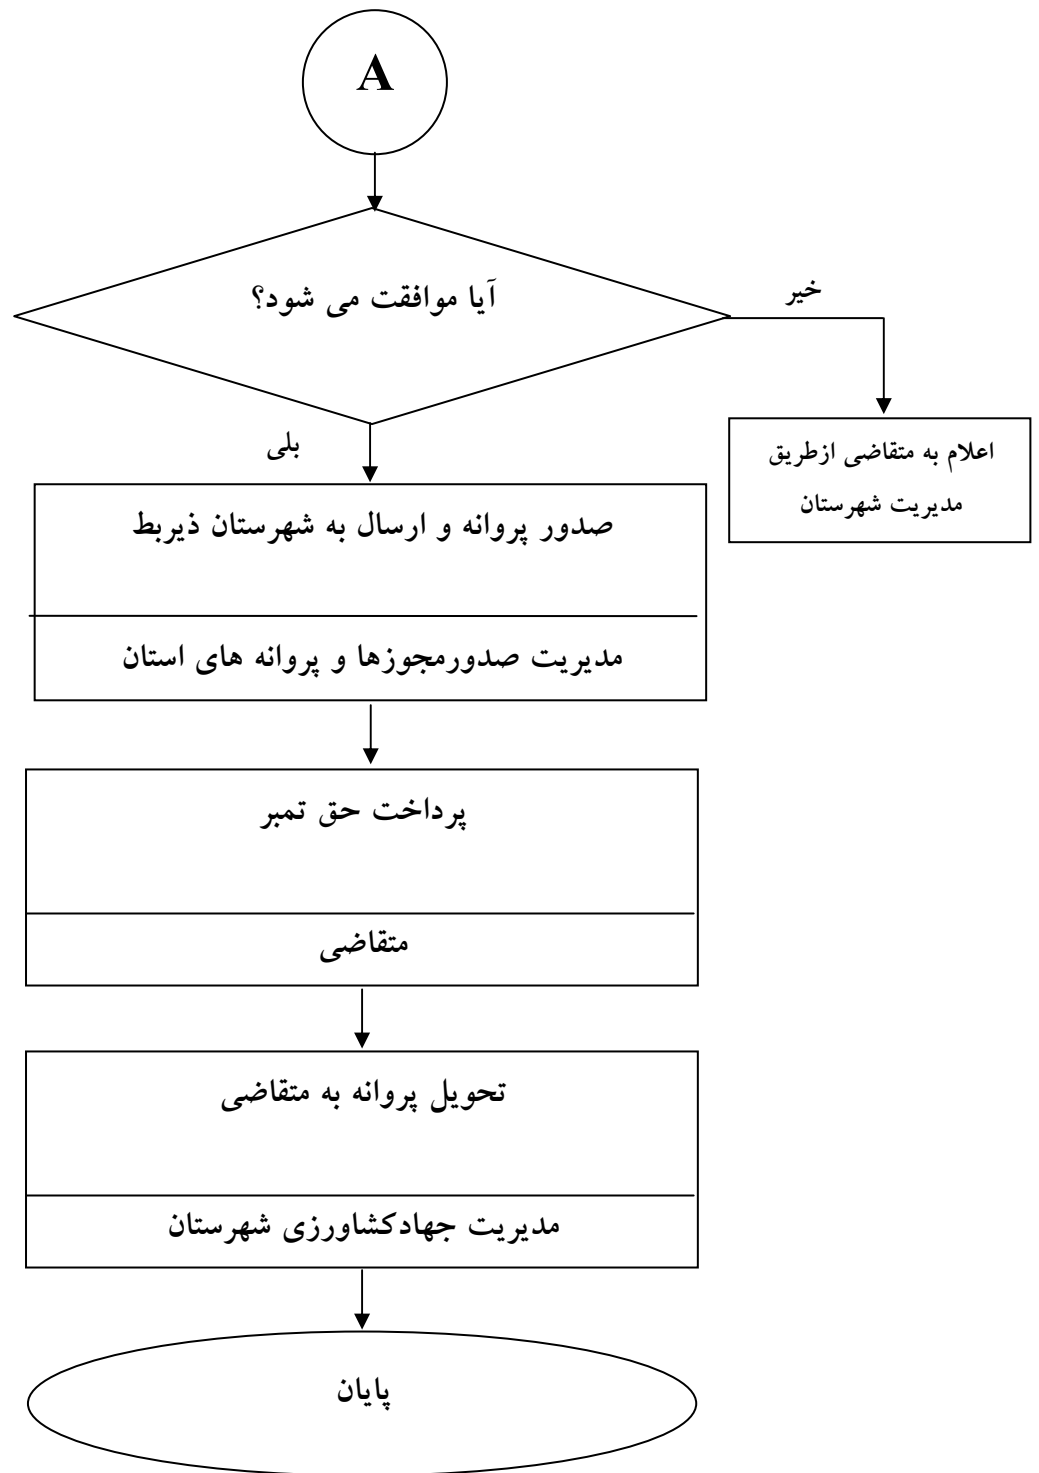 A
آیا موافقت می شود؟
خیر
بلی
اعلام به متقاضی ازطریق
مدیریت شهرستان
صدور پروانه و ارسال به شهرستان ذیربط
مدیریت صدورمجوزها و پروانه های استان
پرداخت حق تمبر
متقاضی
تحویل پروانه به متقاضی
مدیریت جهادکشاورزی شهرستان
پایان